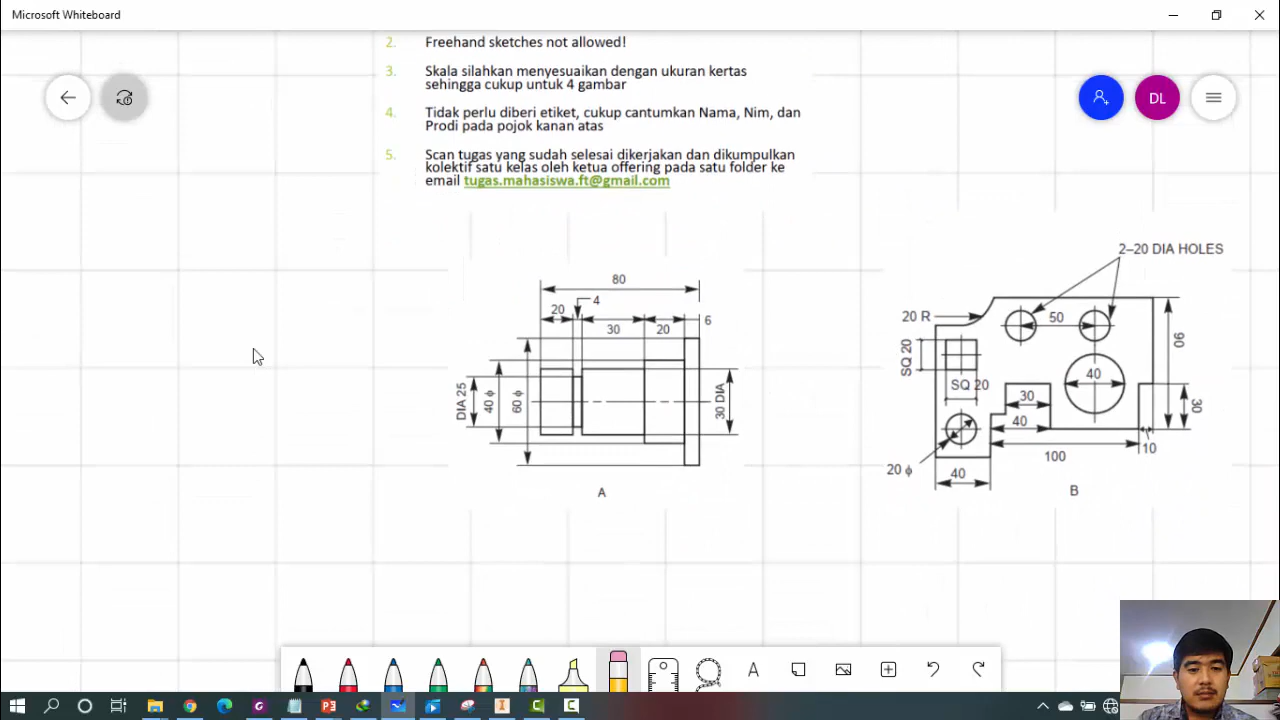 Microsoft Whiteboard
2. Freehand sketches not allowed!
3. Skala silahkan menyesuaikan dengan ukuran kertas
sehingga cukup untuk 4 gambar
4. Tidak perlu diberi etiket, cukup cantumkan Nama, Nim, dan
Prodi pada pojok kanan atas
5. Scan tugas yang sudah selesai dikerjakan dan dikumpulkan
kolektif satu kelas oleh ketua offering pada satu folder ke
email tugas.mahasiswa.ft@gmail.com
DL
80
20
4
30
20
6
DIA 25
40 ϕ
60 ϕ
30 DIA
A
2–20 DIA HOLES
20 R
50
SQ 20
SQ 20
40
90
30
30
40
10
100
20 ϕ
40
B
A